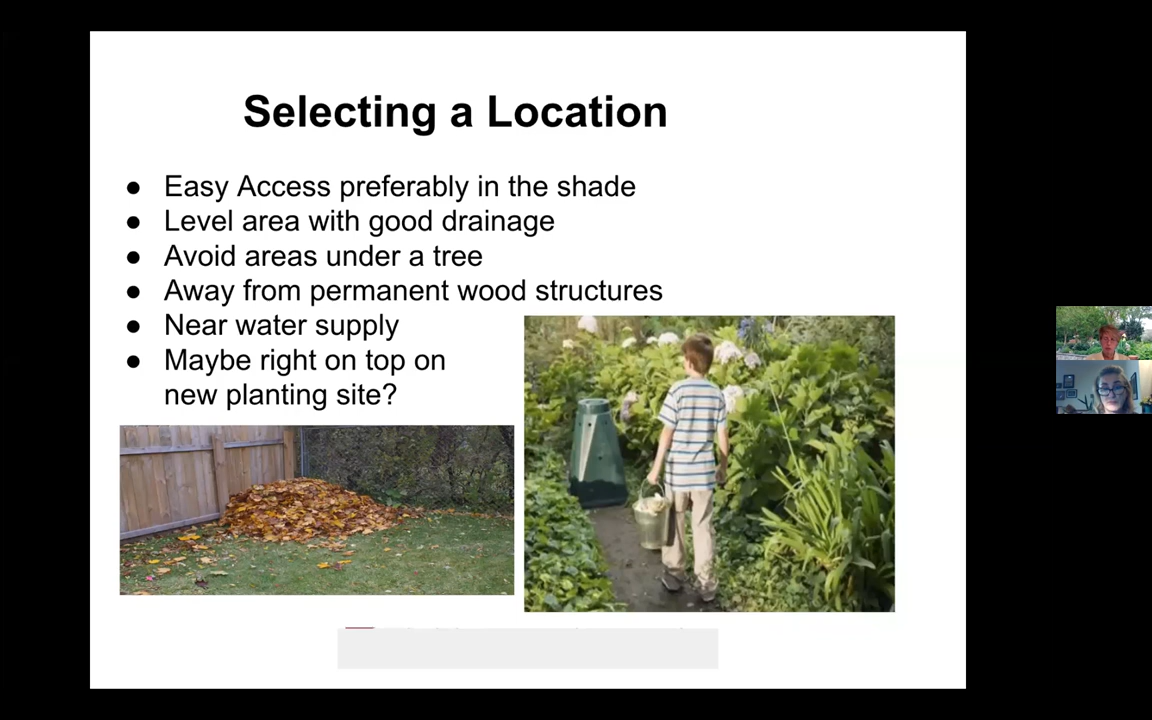 Selecting a Location
● Easy Access preferably in the shade
● Level area with good drainage
● Avoid areas under a tree
● Away from permanent wood structures
● Near water supply
● Maybe right on top on
new planting site?